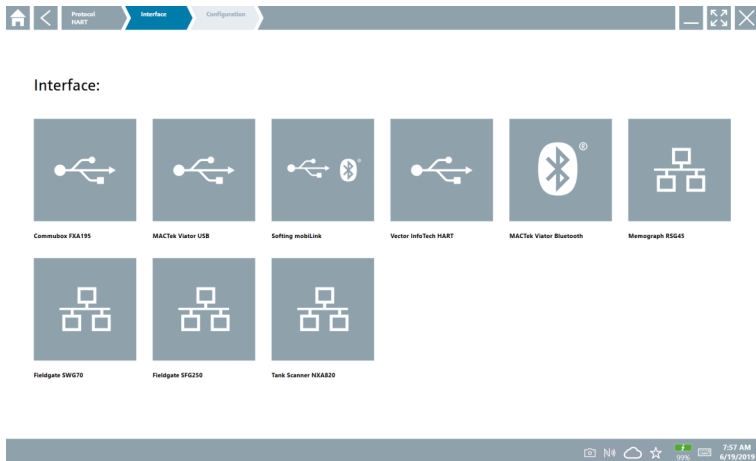 Protocol
HART
Interface
Configuration
Interface:
Commubox FXA195
MACTek Viator USB
Softing mobiLink
Vector InfoTech HART
MACTek Viator Bluetooth
Memograph RSG45
Fieldgate SWG70
Fieldgate SFG250
Tank Scanner NXA820
99%
7:57 AM
6/19/2019